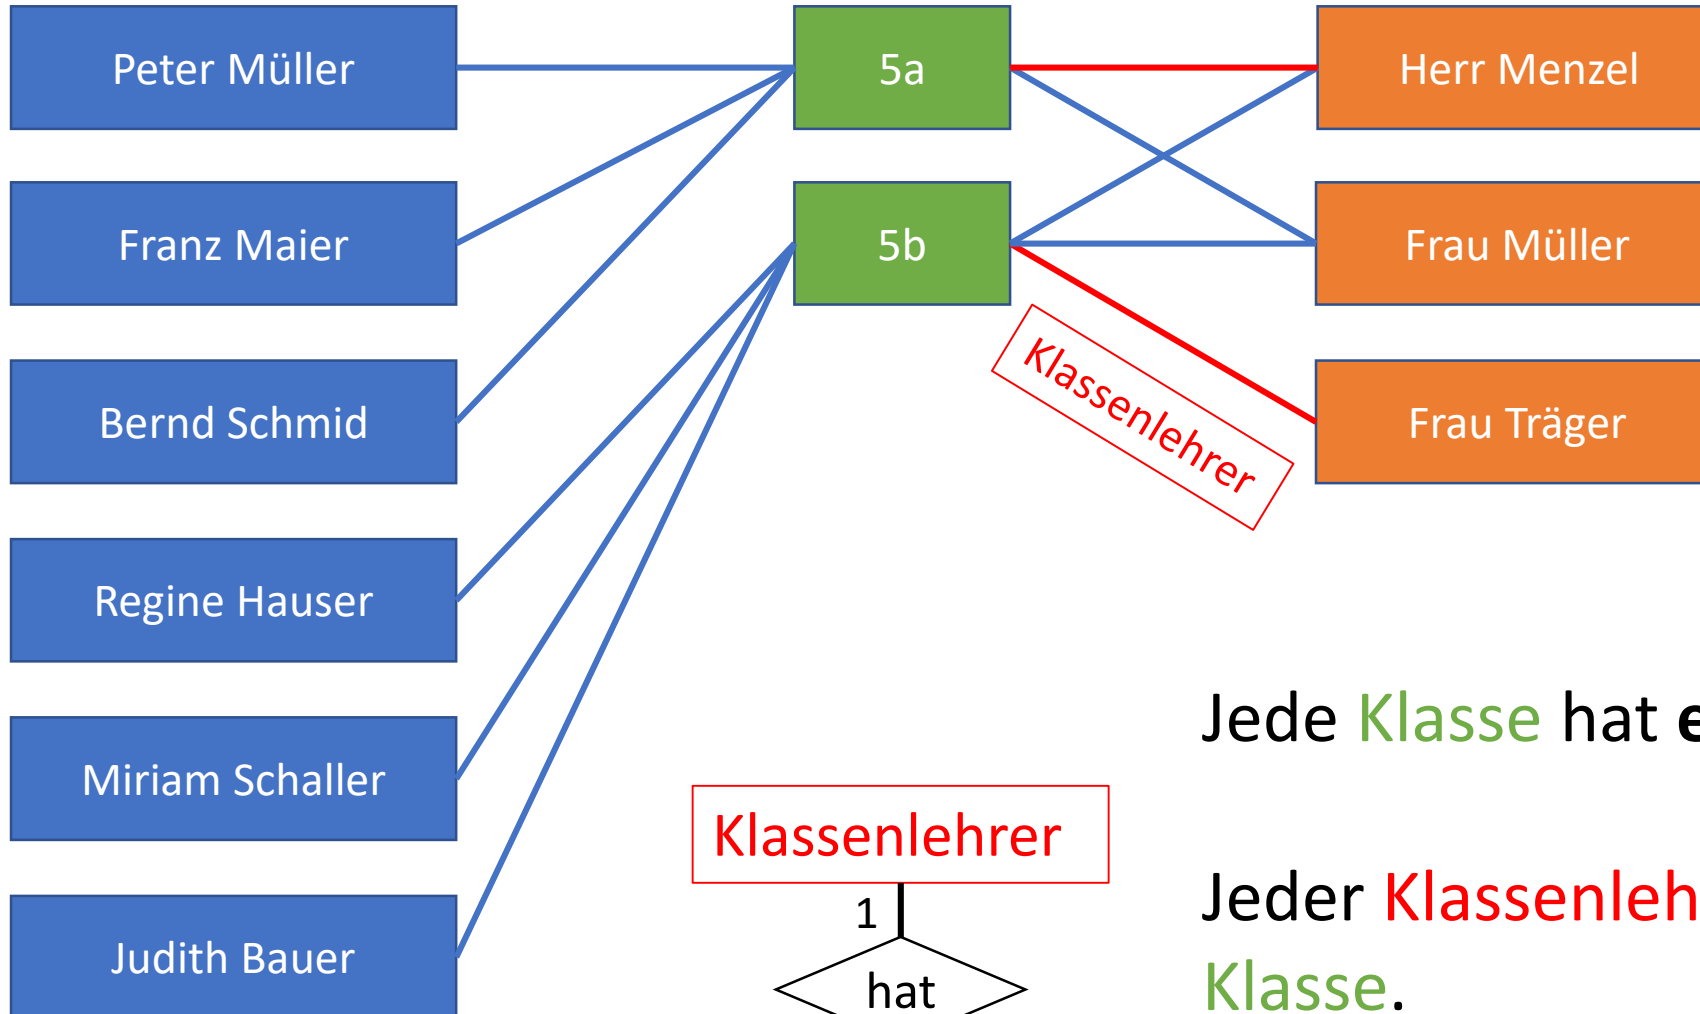 Peter Müller
5a
Herr Menzel
Franz Maier
5b
Frau Müller
Bernd Schmid
Klassenlehrer
Frau Träger
Regine Hauser
Miriam Schaller
Judith Bauer
Klassenlehrer
1
hat
Jede Klasse hat
Jeder Klassenleh
Klasse.